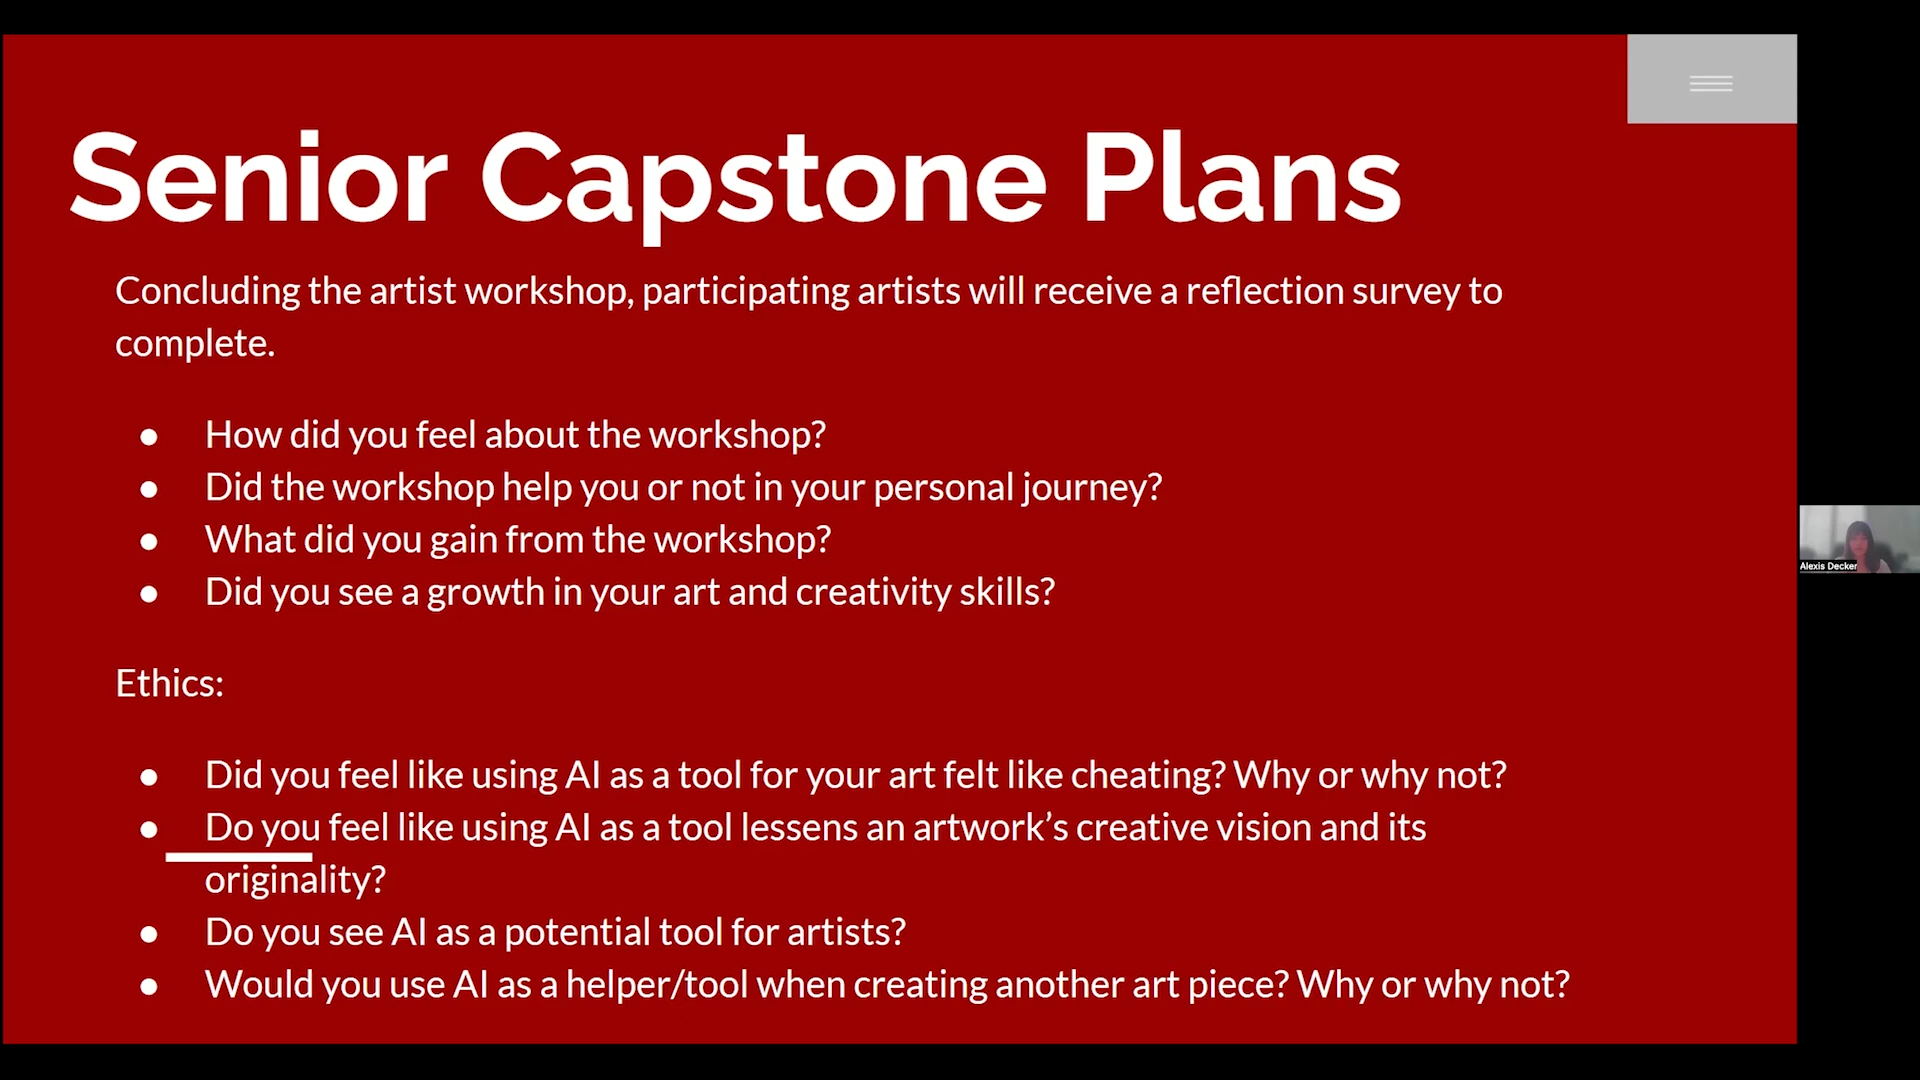 Senior Capstone Plans
Concluding the artist workshop, participating artists will receive a reflection survey to
complete.
● How did you feel about the workshop?
● Did the workshop help you or not in your personal journey?
● What did you gain from the workshop?
● Did you see a growth in your art and creativity skills?
Ethics:
● Did you feel like using AI as a tool for your art felt like cheating? Why or why not?
● Do you feel like using AI as a tool lessens an artwork’s creative vision and its
originality?
● Do you see AI as a potential tool for artists?
● Would you use AI as a helper/tool when creating another art piece? Why or why not?
Alexis Decker